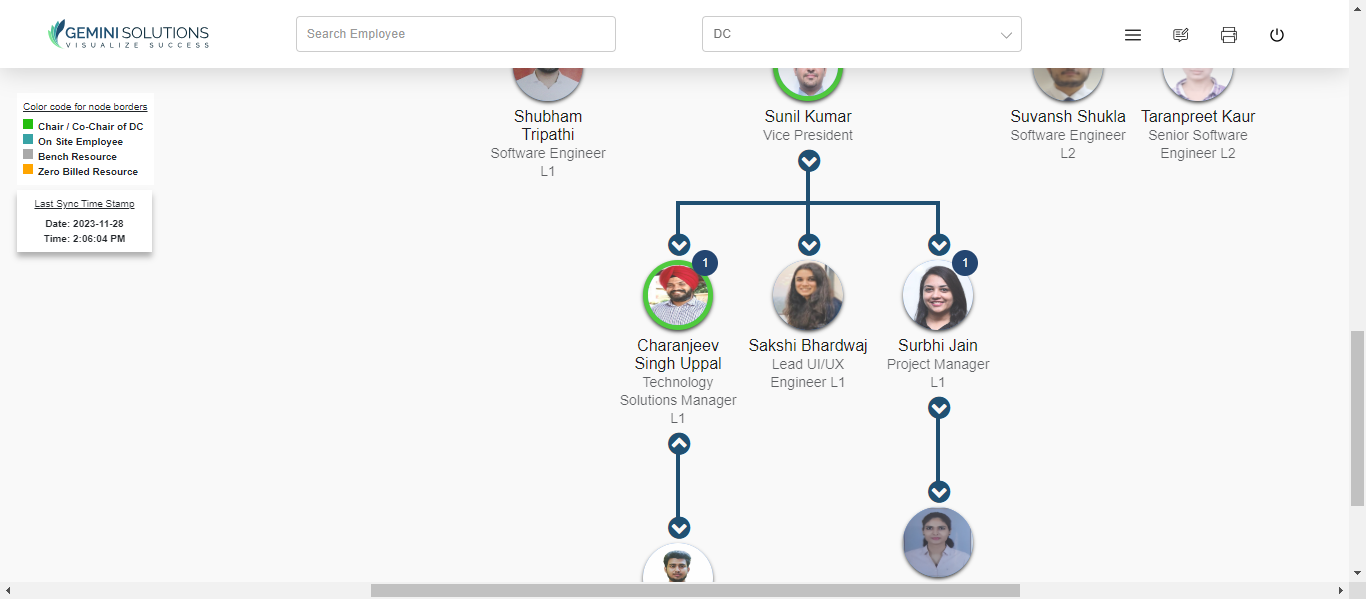 GEMINI SOLUTIONS
VISUALIZE SUCCESS
Search Employee
DC
Color code for node borders
Chair / Co-Chair of DC
On Site Employee
Bench Resource
Zero Billed Resource
Last Sync Time Stamp
Date: 2023-11-28
Time: 2:06:04 PM
Shubham
Tripathi
Software Engineer
L1
Sunil Kumar
Vice President
Suvansh Shukla
Software Engineer
L2
Taranpreet Kaur
Senior Software
Engineer L2
1
Charanjeev
Singh Uppal
Technology
Solutions Manager
L1
Sakshi Bhardwaj
Lead UI/UX
Engineer L1
1
Surbhi Jain
Project Manager
L1